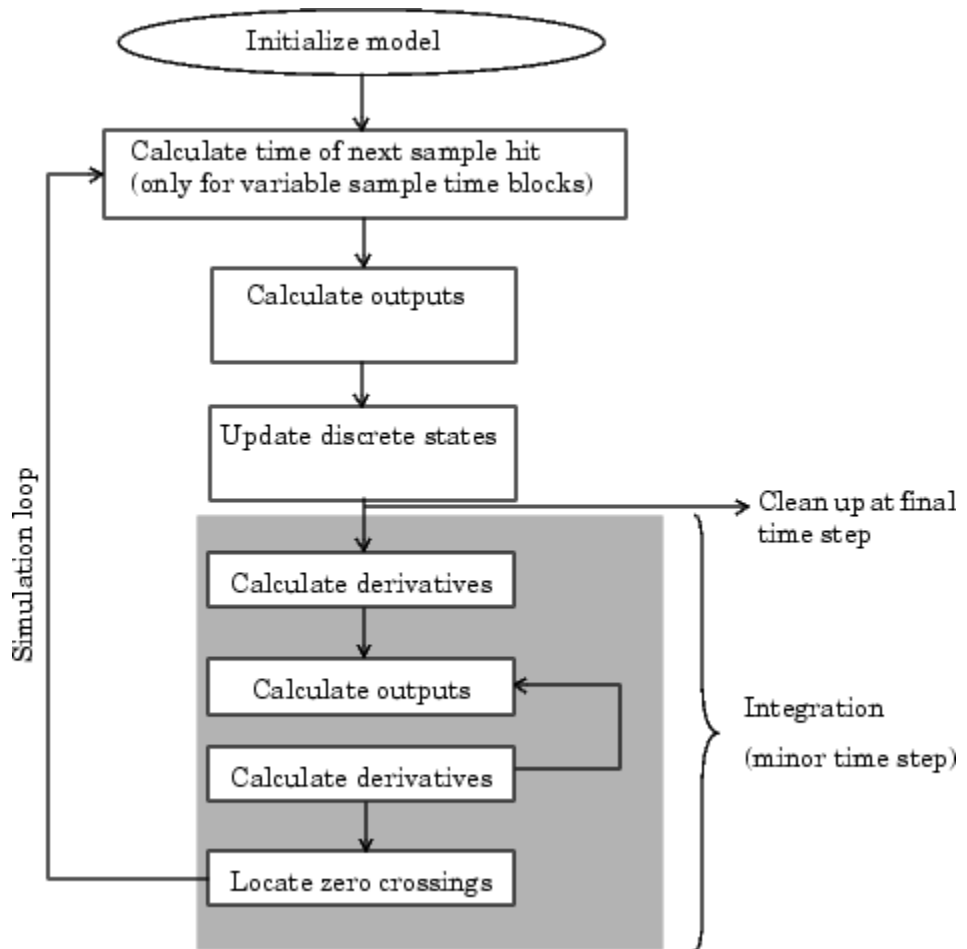 Initialize model
Calculate time of next sample hit
(only for variable sample time blocks)
Calculate outputs
Update discrete states
Clean up at final
time step
Simulation loop
Calculate derivatives
Calculate outputs
Integration
(minor time step)
Calculate derivatives
Locate zero crossings